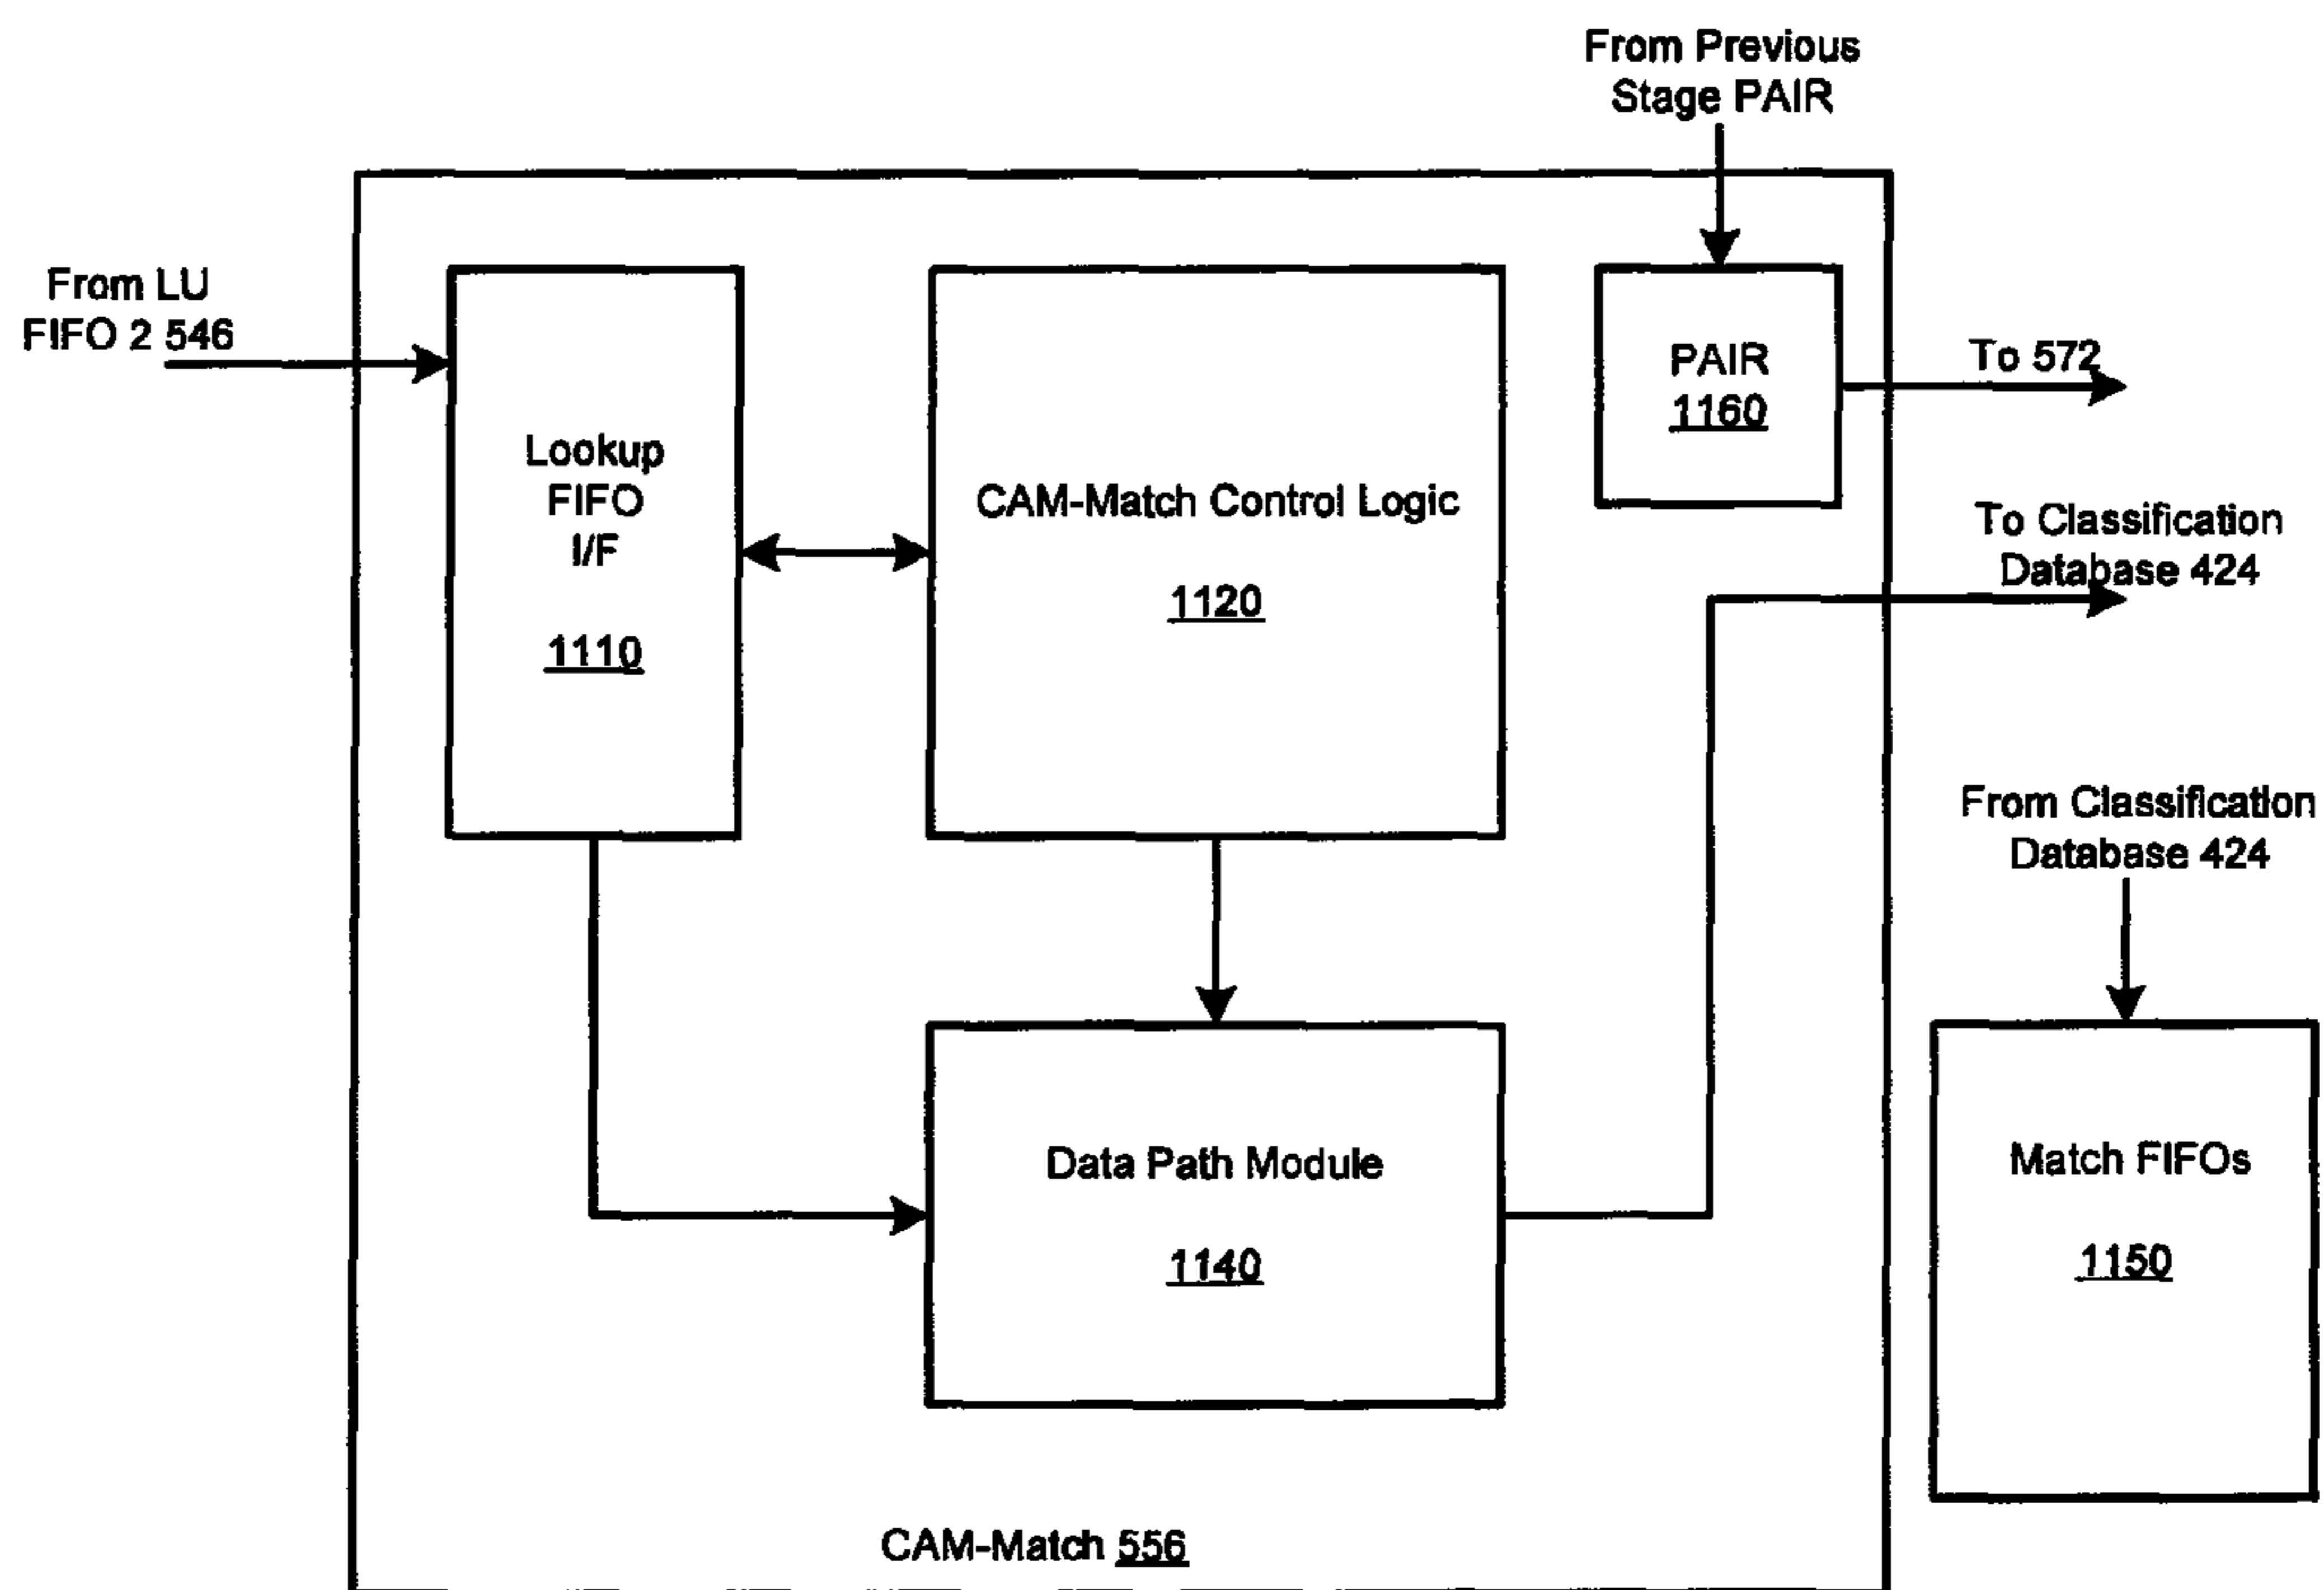 From Previous
Stage PAIR
From LU
FIFO 2 546
Lookup
FIFO
I/F
1110
CAM-Match Control Logic
1120
PAIR
1160
To 572
To Classification
Database 424
From Classification
Database 424
Data Path Module
1140
Match FIFOs
1150
CAM-Match 556